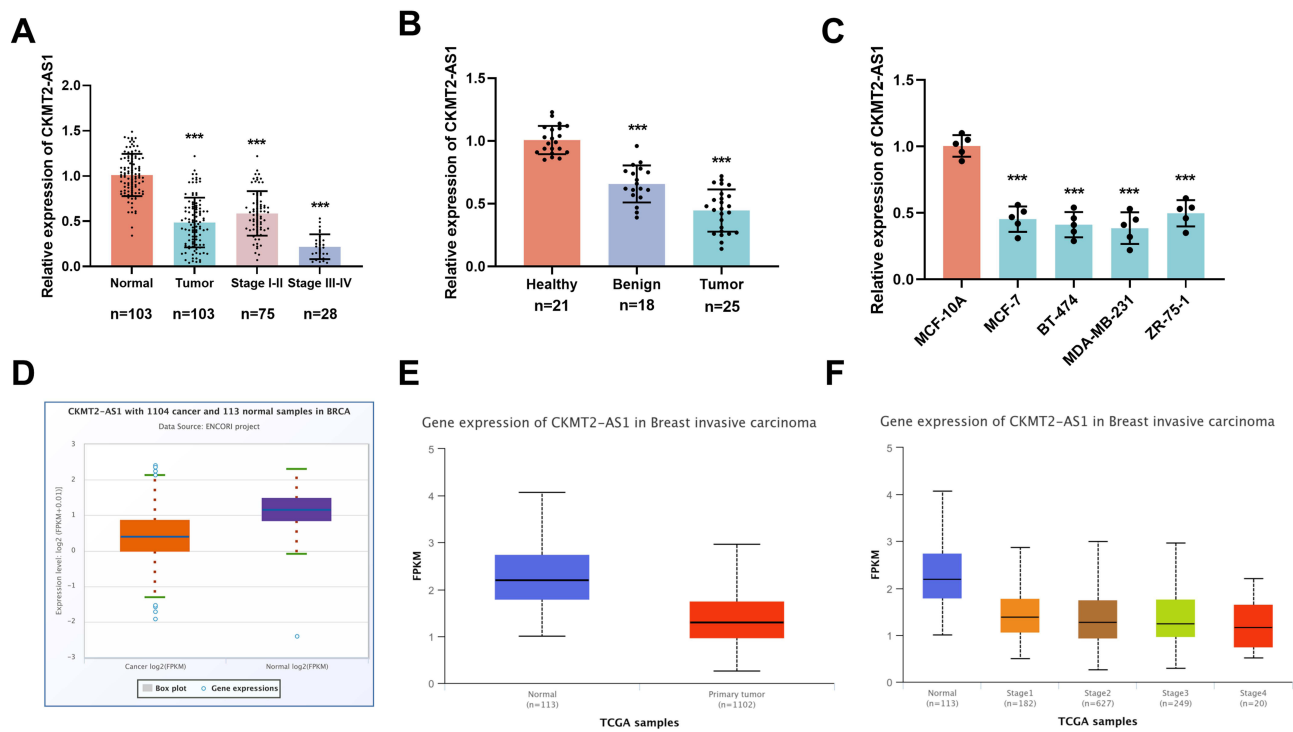 A
Relative expression of CKMT2-AS1
2.0
1.5
1.0
0.5
0.0
***
***
***
Normal Tumor Stage I-II Stage III-IV
n=103 n=103 n=75 n=28
B
Relative expression of CKMT2-AS1
1.5
1.0
0.5
0.0
***
***
Healthy Benign Tumor
n=21 n=18 n=25
C
Relative expression of CKMT2-AS1
1.5
1.0
0.5
0.0
*** *** *** ***
MCF-10A MCF-7 BT-474 MDA-MB-231 ZR-75-1
D
CKMT2-AS1 with 1104 cancer and 113 normal samples in BRCA
Data Source: ENCORI project
Expression level: log2 (FPKM+0.01)]
3
2
1
0
-1
-2
-3
Cancer log2(FPKM) Normal log2(FPKM)
Box plot Gene expressions
E
Gene expression of CKMT2-AS1 in Breast invasive carcinoma
FPKM
5
4
3
2
1
0
Normal Primary tumor
(n=113) (n=1102)
TCGA samples
F
Gene expression of CKMT2-AS1 in Breast invasive carcinoma
FPKM
5
4
3
2
1
0
Normal Stage1 Stage2 Stage3 Stage4
(n=113) (n=182) (n=627) (n=249) (n=20)
TCGA samples